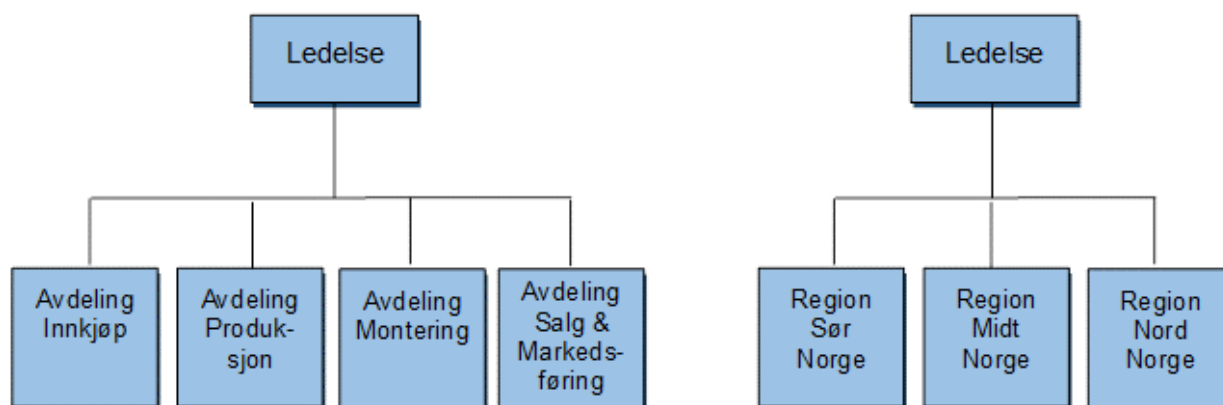 Ledelse
Avdeling
Innkjøp
Avdeling
Produk-
sjon
Avdeling
Montering
Avdeling
Salg &
Markeds-
føring
Ledelse
Region
Sør
Norge
Region
Midt
Norge
Region
Nord
Norge